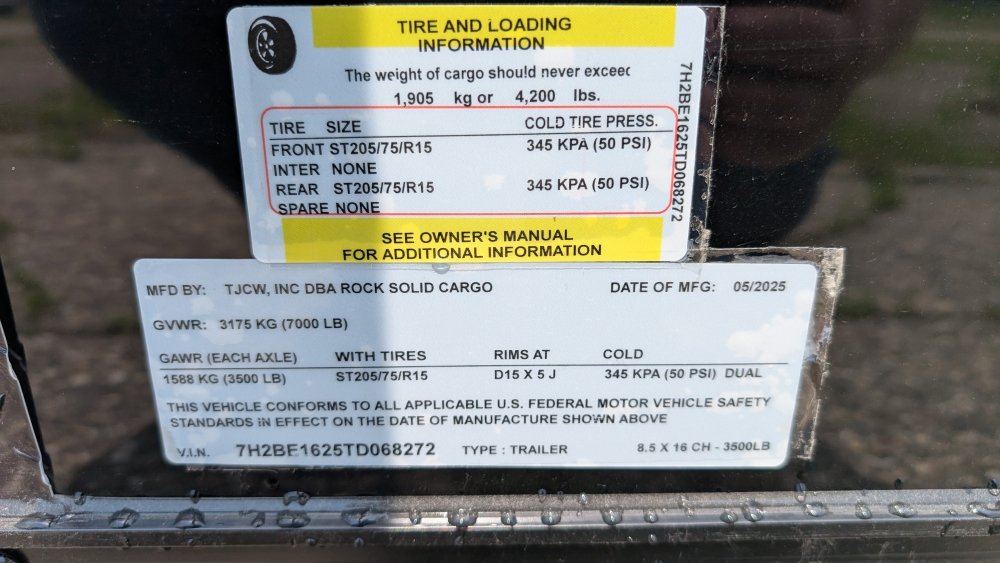 TIRE AND LOADING
INFORMATION
The weight of cargo should never exceed
1,905 kg or 4,200 lbs.
TIRE SIZE COLD TIRE PRESS.
FRONT ST205/75/R15 345 KPA (50 PSI)
INTER NONE
REAR ST205/75/R15 345 KPA (50 PSI)
SPARE NONE
SEE OWNER'S MANUAL
FOR ADDITIONAL INFORMATION
7H2BE1625TD068272
MFD BY: TJCW, INC DBA ROCK SOLID CARGO DATE OF MFG: 05/2025
GVWR: 3175 KG (7000 LB)
GAWR (EACH AXLE) WITH TIRES RIMS AT COLD
1588 KG (3500 LB) ST205/75/R15 D15 X 5 J 345 KPA (50 PSI) DUAL
THIS VEHICLE CONFORMS TO ALL APPLICABLE U.S. FEDERAL MOTOR VEHICLE SAFETY
STANDARDS IN EFFECT ON THE DATE OF MANUFACTURE SHOWN ABOVE
V.I.N. 7H2BE1625TD068272 TYPE : TRAILER 8.5 X 16 CH - 3500LB